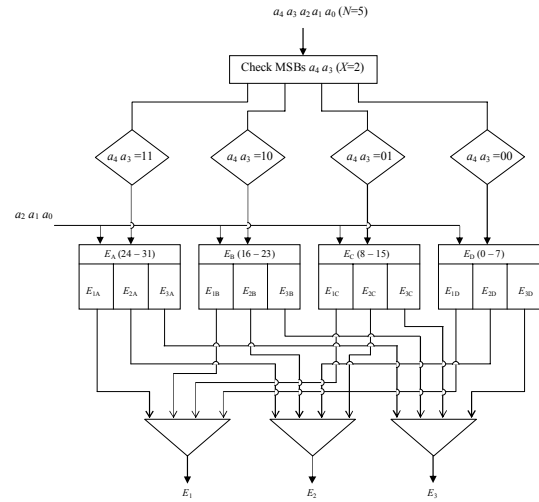 a4 a3 a2 a1 a0 (N=5)
Check MSBs a4 a3 (X=2)
a4 a3 =11 a4 a3 =10 a4 a3 =01 a4 a3 =00
a2 a1 a0
EA (24 – 31) EB (16 – 23) EC (8 – 15) ED (0 – 7)
E1A E2A E3A E1B E2B E3B E1C E2C E3C E1D E2D E3D
E1 E2 E3